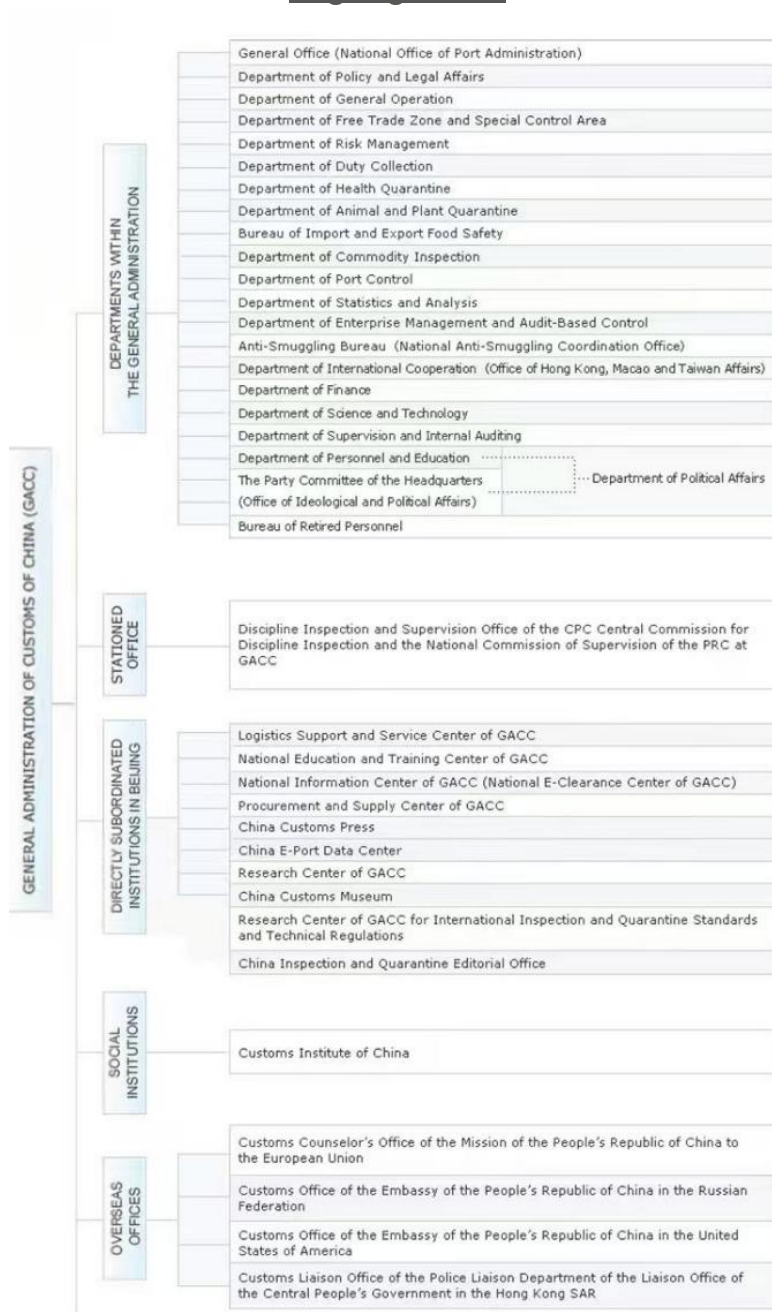 GENERAL ADMINISTRATION OF CUSTOMS OF CHINA (GACC)
DEPARTMENTS WITHIN
THE GENERAL ADMINISTRATION
General Office (National Office of Port Administration)
Department of Policy and Legal Affairs
Department of General Operation
Department of Free Trade Zone and Special Control Area
Department of Risk Management
Department of Duty Collection
Department of Health Quarantine
Department of Animal and Plant Quarantine
Bureau of Import and Export Food Safety
Department of Commodity Inspection
Department of Port Control
Department of Statistics and Analysis
Department of Enterprise Management and Audit-Based Control
Anti-Smuggling Bureau (National Anti-Smuggling Coordination Office)
Department of International Cooperation (Office of Hong Kong, Macao and Taiwan Affairs)
Department of Finance
Department of Science and Technology
Department of Supervision and Internal Auditing
Department of Personnel and Education
The Party Committee of the Headquarters
(Office of Ideological and Political Affairs)
Department of Political Affairs
Bureau of Retired Personnel
STATIONED
OFFICE
Discipline Inspection and Supervision Office of the CPC Central Commission for
Discipline Inspection and the National Commission of Supervision of the PRC at
GACC
DIRECTLY SUBORDINATED
INSTITUTIONS IN BEIJING
Logistics Support and Service Center of GACC
National Education and Training Center of GACC
National Information Center of GACC (National E-Clearance Center of GACC)
Procurement and Supply Center of GACC
China Customs Press
China E-Port Data Center
Research Center of GACC
China Customs Museum
Research Center of GACC for International Inspection and Quarantine Standards
and Technical Regulations
China Inspection and Quarantine Editorial Office
SOCIAL
INSTITUTIONS
Customs Institute of China
OVERSEAS
OFFICES
Customs Counselor's Office of the Mission of the People's Republic of China to
the European Union
Customs Office of the Embassy of the People's Republic of China in the Russian
Federation
Customs Office of the Embassy of the People's Republic of China in the United
States of America
Customs Liaison Office of the Police Liaison Department of the Liaison Office of
the Central People's Government in the Hong Kong SAR